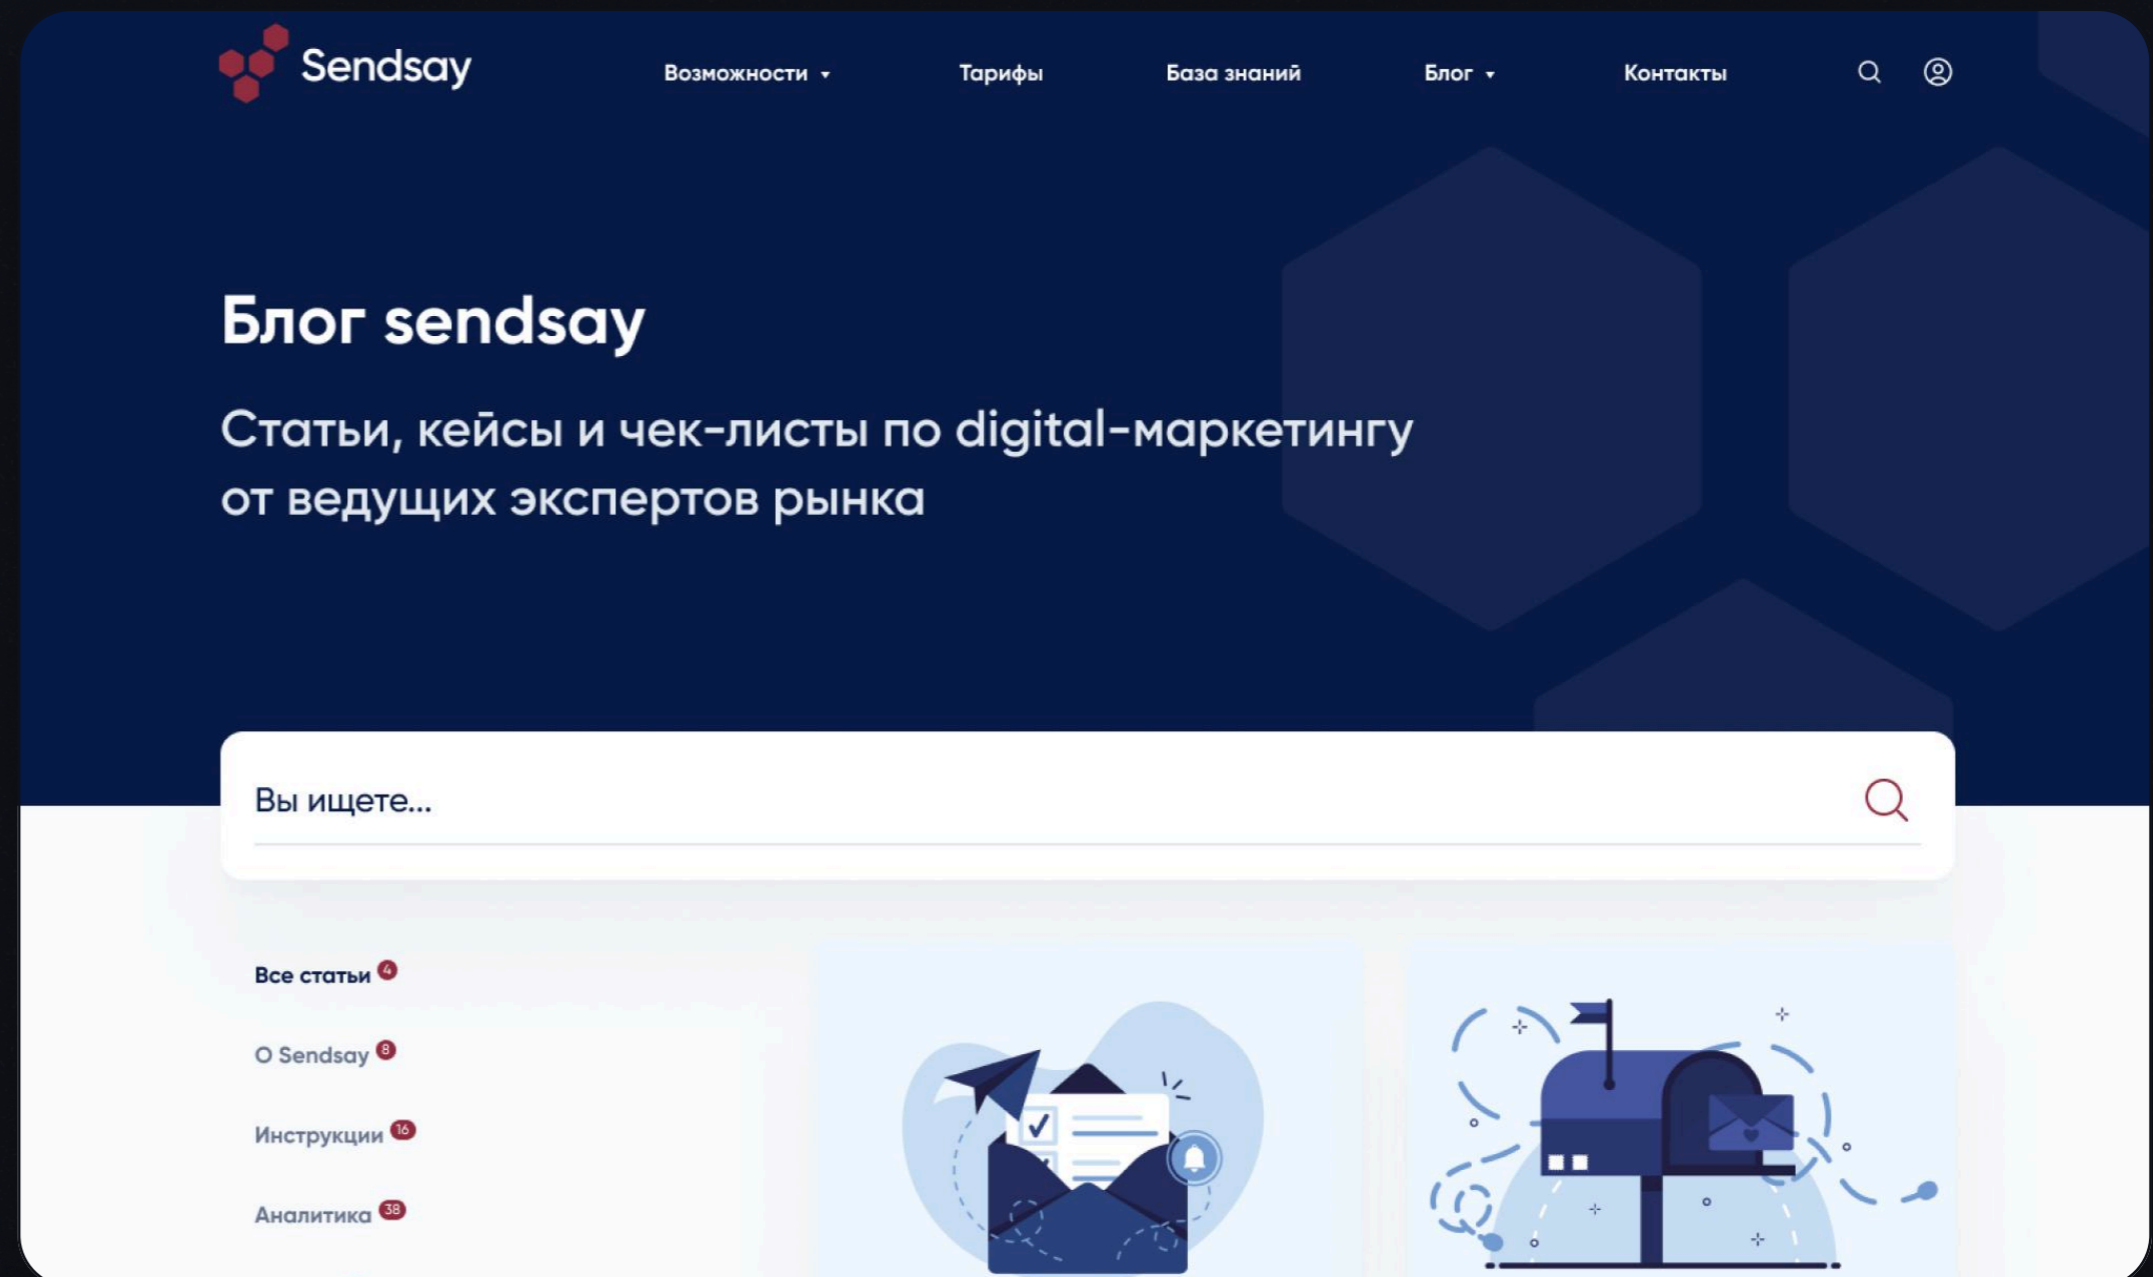 Sendsay
Возможности
Тарифы
База знаний
Блог
Контакты
Блог sendsay
Статьи, кейсы и чек-листы по digital-маркетингу
от ведущих экспертов рынка
Вы ищете...
Все статьи 4
О Sendsay 8
Инструкции 16
Аналитика 38